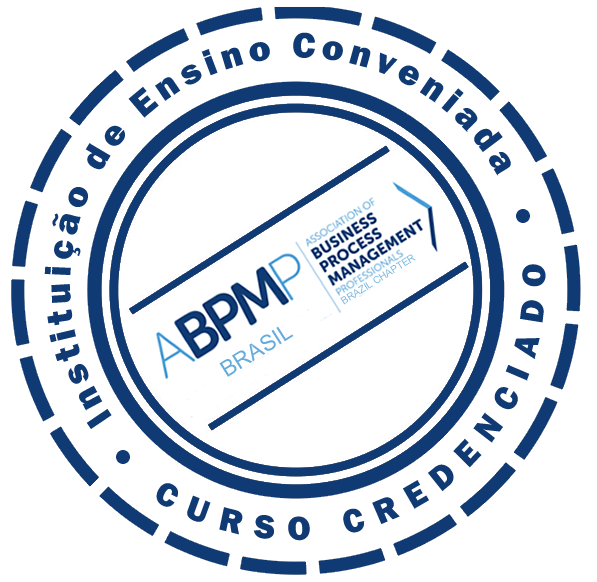 Instituição de Ensino Conveniada
ABPMP
BRASIL
ASSOCIATION OF
BUSINESS
PROCESS
MANAGEMENT
PROFESSIONALS
BRAZIL CHAPTER
CURSO CREDENCIADO